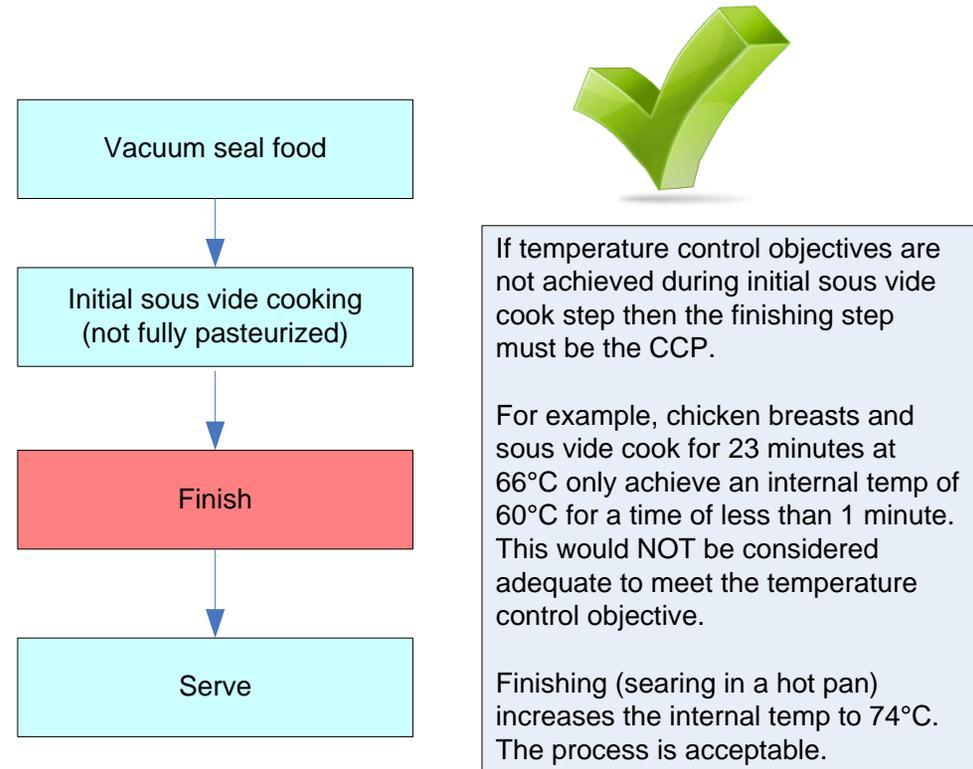 Vacuum seal food
Initial sous vide cooking
(not fully pasteurized)
Finish
Serve
If temperature control objectives are
not achieved during initial sous vide
cook step then the finishing step
must be the CCP.
For example, chicken breasts and
sous vide cook for 23 minutes at
66°C only achieve an internal temp of
60°C for a time of less than 1 minute.
This would NOT be considered
adequate to meet the temperature
control objective.
Finishing (searing in a hot pan)
increases the internal temp to 74°C.
The process is acceptable.